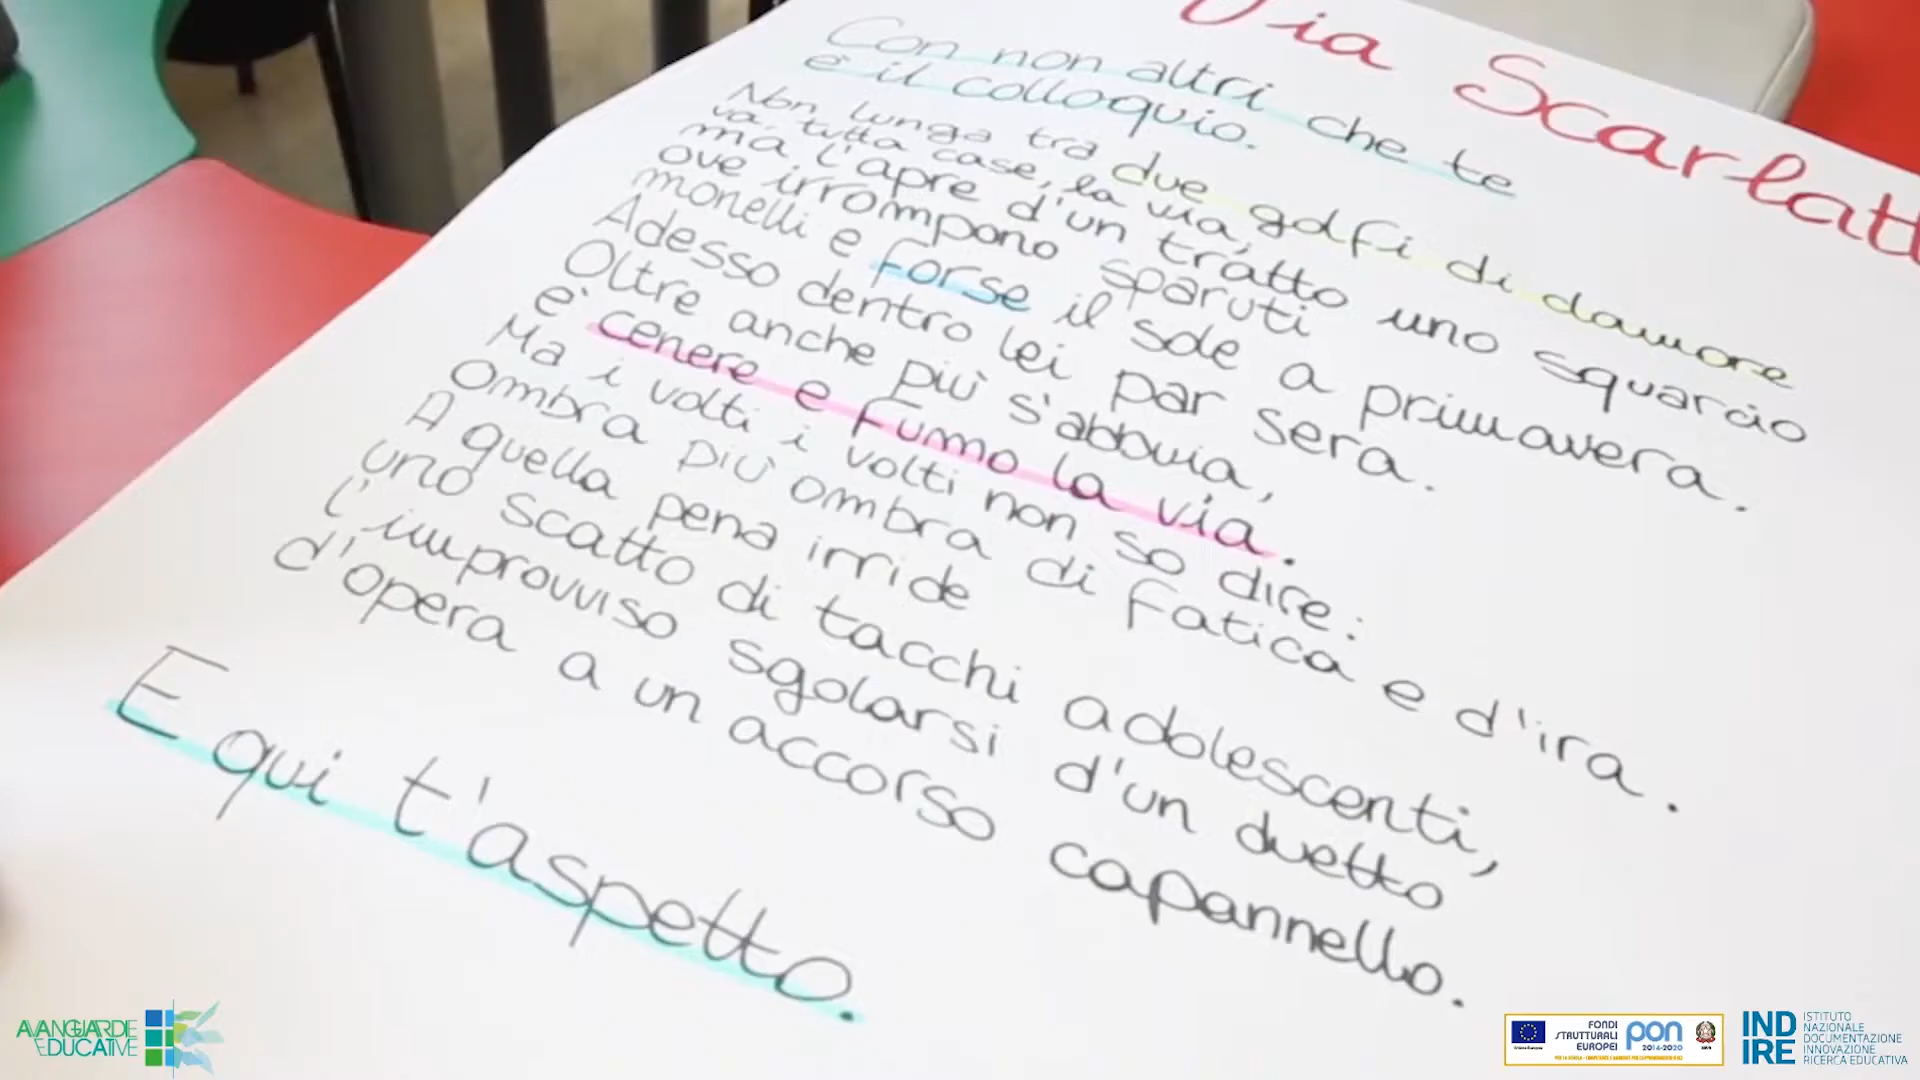 Via Scarlatt
Con non altri che te
è il colloquio.
Non lunga tra due golfi di clamore
va, tutta case, la via,
ma l'apre d'un tratto uno squarcio
ove irrompono sparuti
monelli e forse il sole a primavera.
Adesso dentro lei par sera.
Oltre anche più s'abbuia,
è cenere e fumo la via.
Ma i volti i volti non so dire:
ombra più ombra di fatica e d'ira.
A quella pena irride
uno scatto di tacchi adolescenti,
l'improvviso sgolarsi d'un duetto
d'opera a un accorso capannello.
E qui t'aspetto.
AVANGUARDIE
EDUCATIVE
FONDI
STRUTTURALI
EUROPEI
pon
2014-2020
IND
IRE
ISTITUTO
NAZIONALE
DOCUMENTAZIONE
INNOVAZIONE
RICERCA EDUCATIVA